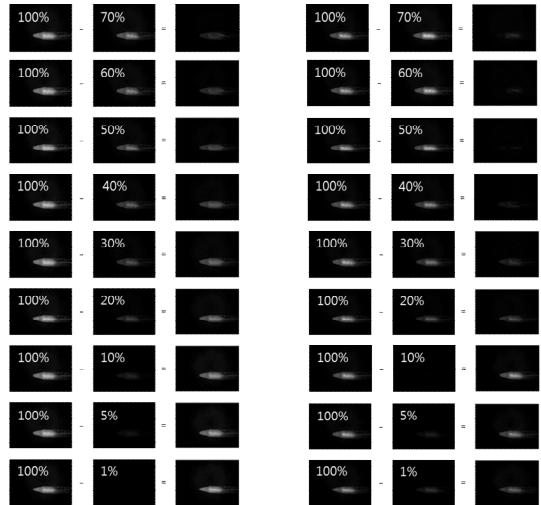 100% - 70% = 100% - 70% =
100% - 60% = 100% - 60% =
100% - 50% = 100% - 50% =
100% - 40% = 100% - 40% =
100% - 30% = 100% - 30% =
100% - 20% = 100% - 20% =
100% - 10% = 100% - 10% =
100% - 5% = 100% - 5% =
100% - 1% = 100% - 1% =